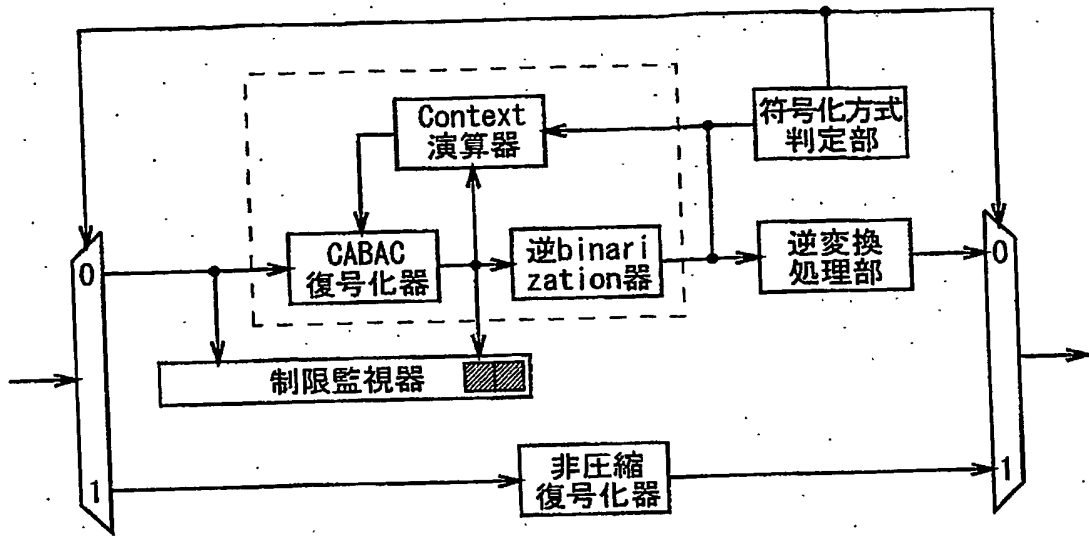 Context
演算器
符号化方式
判定部
0
CABAC
復号化器
逆binari
zation器
逆変換
処理部
0
制限監視器
1
非圧縮
復号化器
1